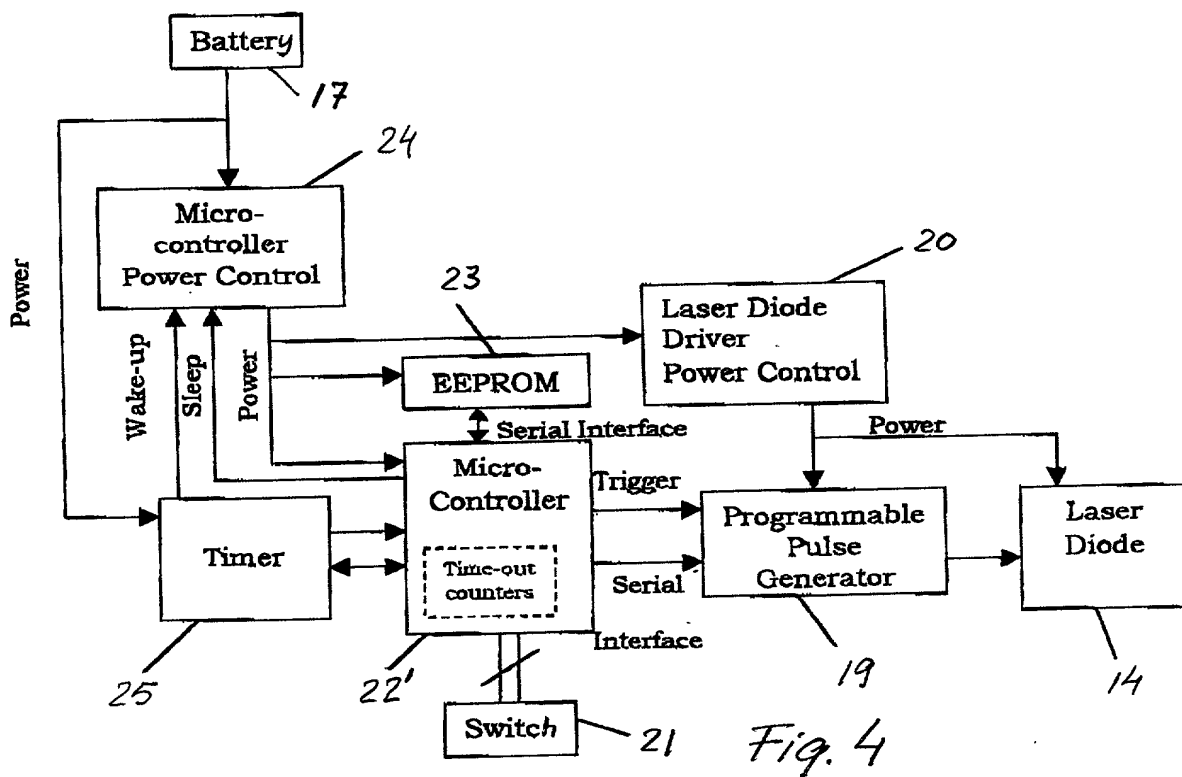 Battery
17
24
Micro-
controller
Power Control
Power
Wake-up
Sleep
Power
23
EEPROM
Serial Interface
20
Laser Diode
Driver
Power Control
Power
Micro-
Controller
Trigger
Programmable
Pulse
Generator
Laser
Diode
Timer
Time-out
counters
Serial
Interface
25
22'
19
14
Switch
21
Fig. 4